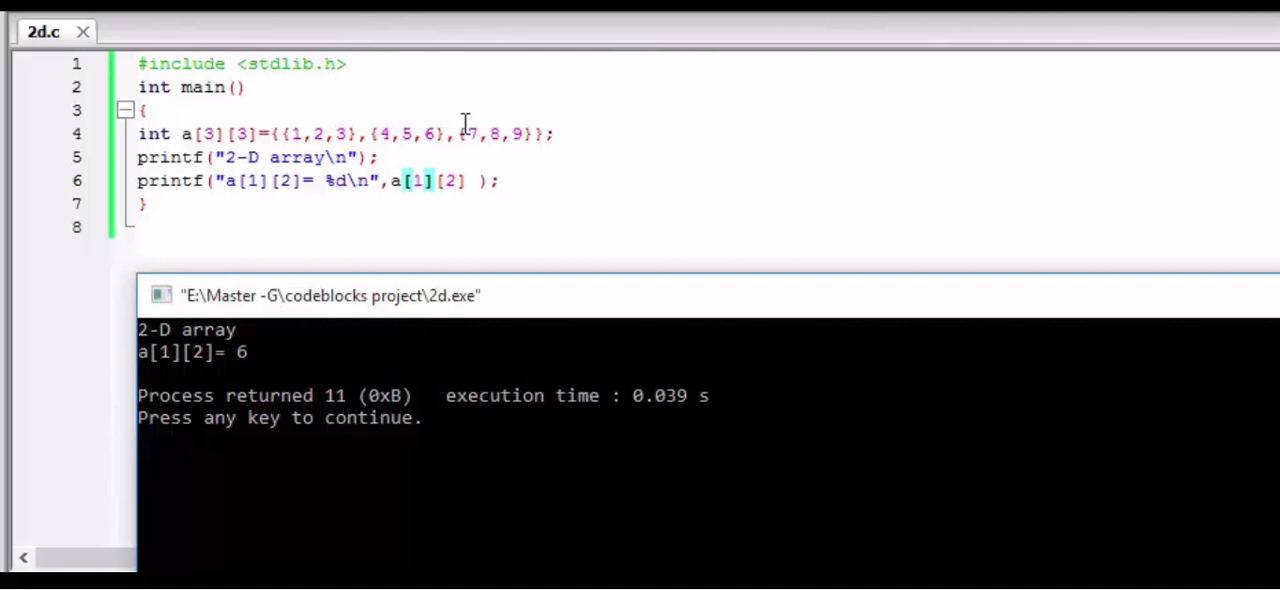 2d.c
1 #include <stdlib.h>
2 int main()
3 {
4 int a[3][3]={{1,2,3},{4,5,6},{7,8,9}};
5 printf("2-D array\n");
6 printf("a[1][2]= %d\n",a[1][2] );
7 }
8
"E:\Master -G\codeblocks project\2d.exe"
2-D array
a[1][2]= 6
Process returned 11 (0xB)   execution time : 0.039 s
Press any key to continue.